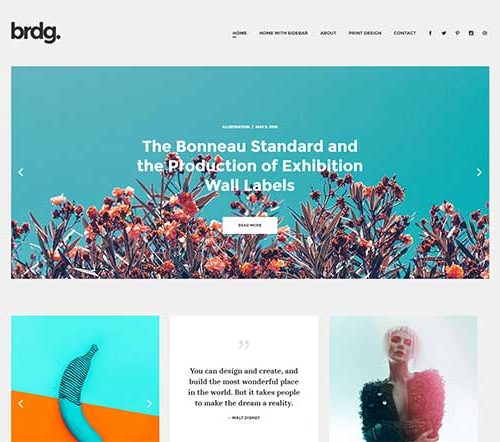 brdg.
HOME HOME WITH SIDEBAR ABOUT PRINT DESIGN CONTACT
ILLUSTRATION / MAY 5, 2016
The Bonneau Standard and
the Production of Exhibition
Wall Labels
READ MORE
”
You can design and create, and
build the most wonderful place
in the world. But it takes people
to make the dream a reality.
– WALT DISNEY